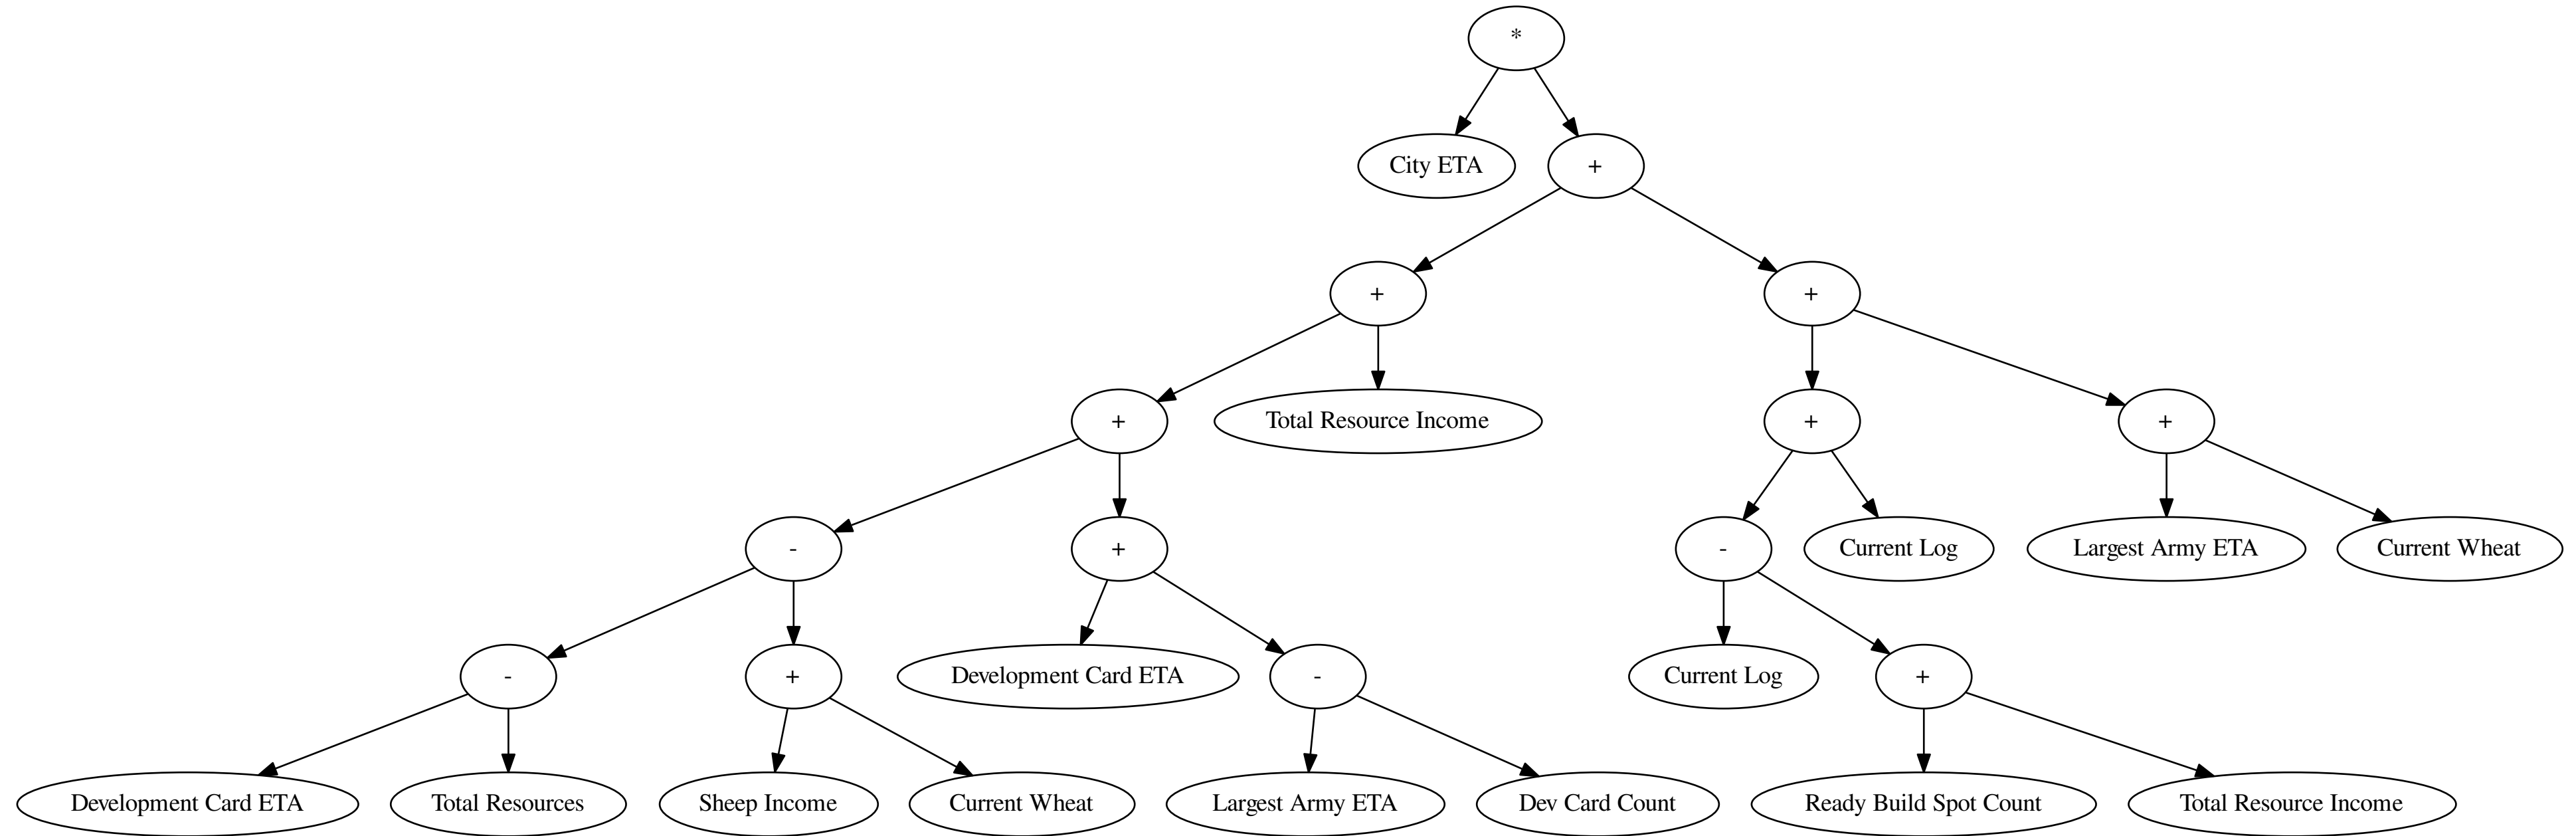 *
City ETA
+
+
+
+
Total Resource Income
+
+
-
+
-
Current Log
Largest Army ETA
Current Wheat
-
+
Development Card ETA
-
Current Log
+
Development Card ETA
Total Resources
Sheep Income
Current Wheat
Largest Army ETA
Dev Card Count
Ready Build Spot Count
Total Resource Income